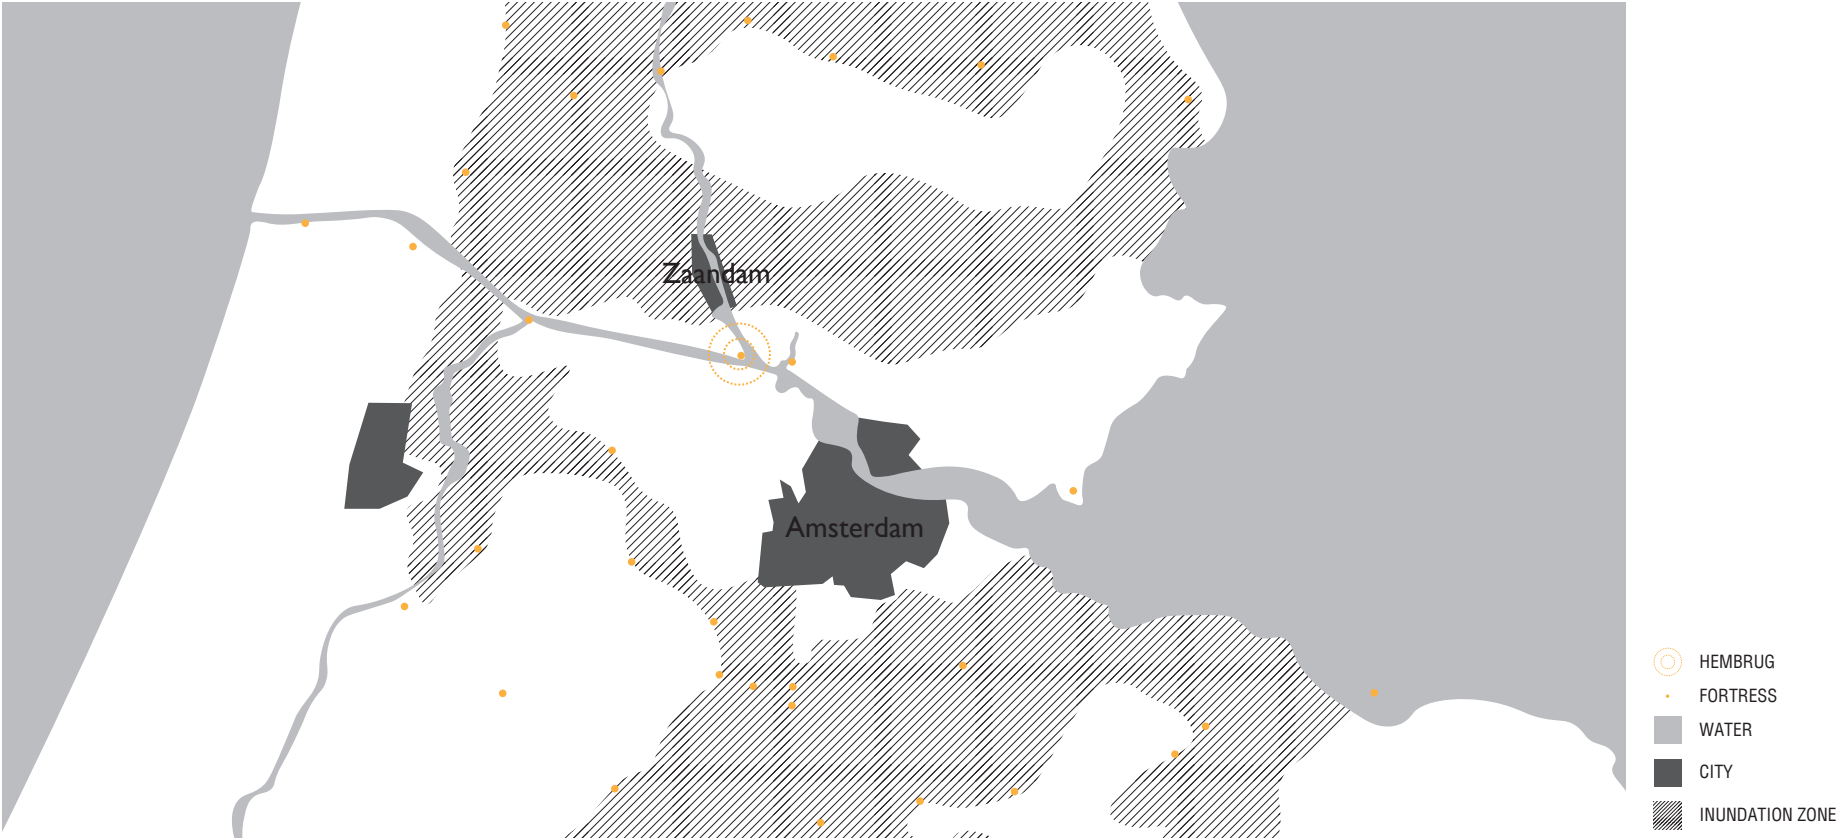 Zaandam
Amsterdam
HEMBRUG
FORTRESS
WATER
CITY
INUNDATION ZONE